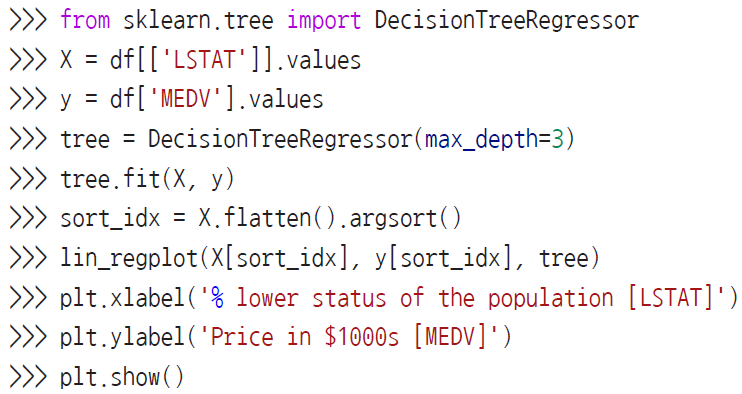 >>> from sklearn.tree import DecisionTreeRegressor
>>> X = df[['LSTAT']].values
>>> y = df['MEDV'].values
>>> tree = DecisionTreeRegressor(max_depth=3)
>>> tree.fit(X, y)
>>> sort_idx = X.flatten().argsort()
>>> lin_regplot(X[sort_idx], y[sort_idx], tree)
>>> plt.xlabel('% lower status of the population [LSTAT]')
>>> plt.ylabel('Price in $1000s [MEDV]')
>>> plt.show()